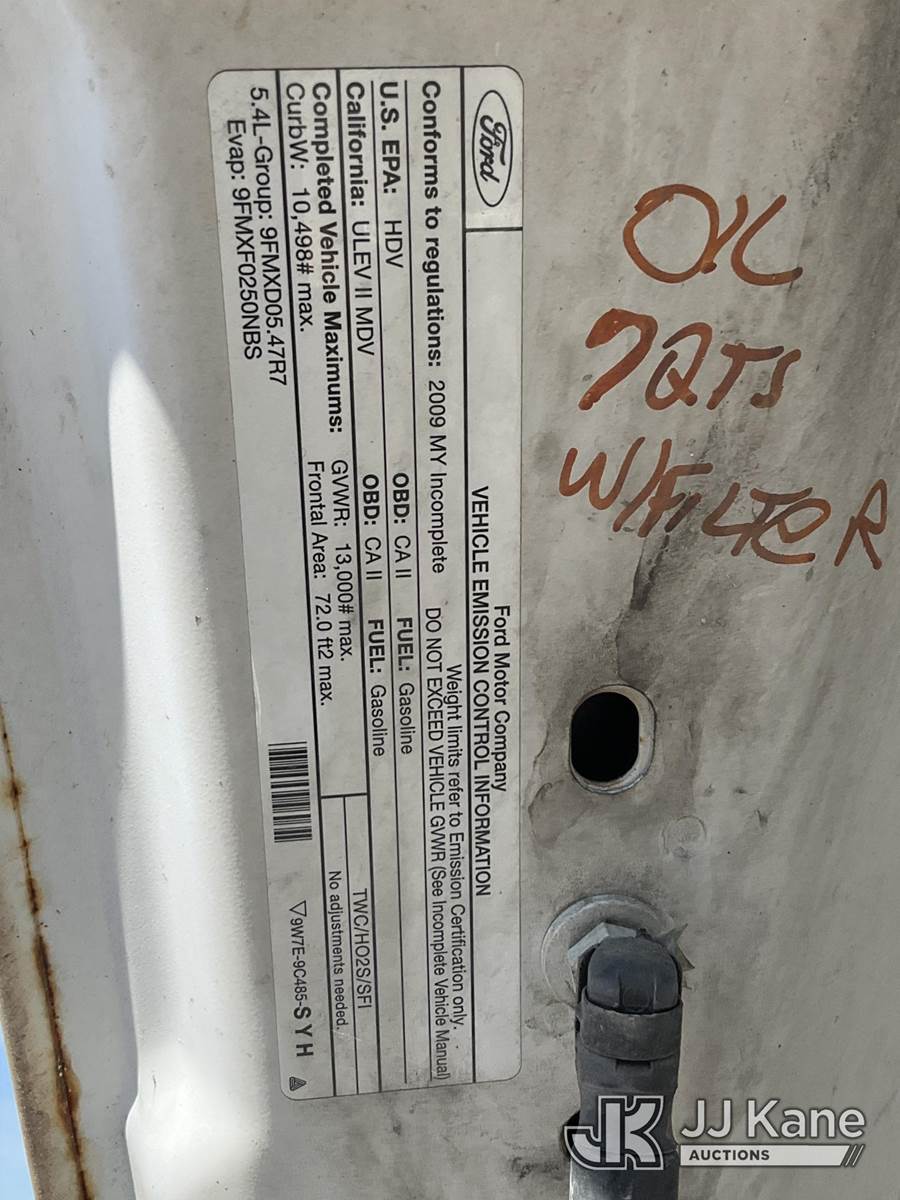 Ford
Ford Motor Company
VEHICLE EMISSION CONTROL INFORMATION
Weight limits refer to Emission Certification only.
Conforms to regulations: 2009 MY Incomplete DO NOT EXCEED VEHICLE GVWR (See Incomplete Vehicle Manual)
U.S. EPA: HDV OBD: CA II FUEL: Gasoline
California: ULEV II MDV OBD: CA II FUEL: Gasoline TWC/HO2S/SFI
Completed Vehicle Maximums: GVWR: 13,000# max. No adjustments needed.
CurbW: 10,498# max. Frontal Area: 72.0 ft2 max.
5.4L-Group: 9FMXD05.47R7
Evap: 9FMXF0250NBS
▽9W7E-9C485-S Y H
OIL
7QTS
W/FILTER
JK JJ Kane
AUCTIONS